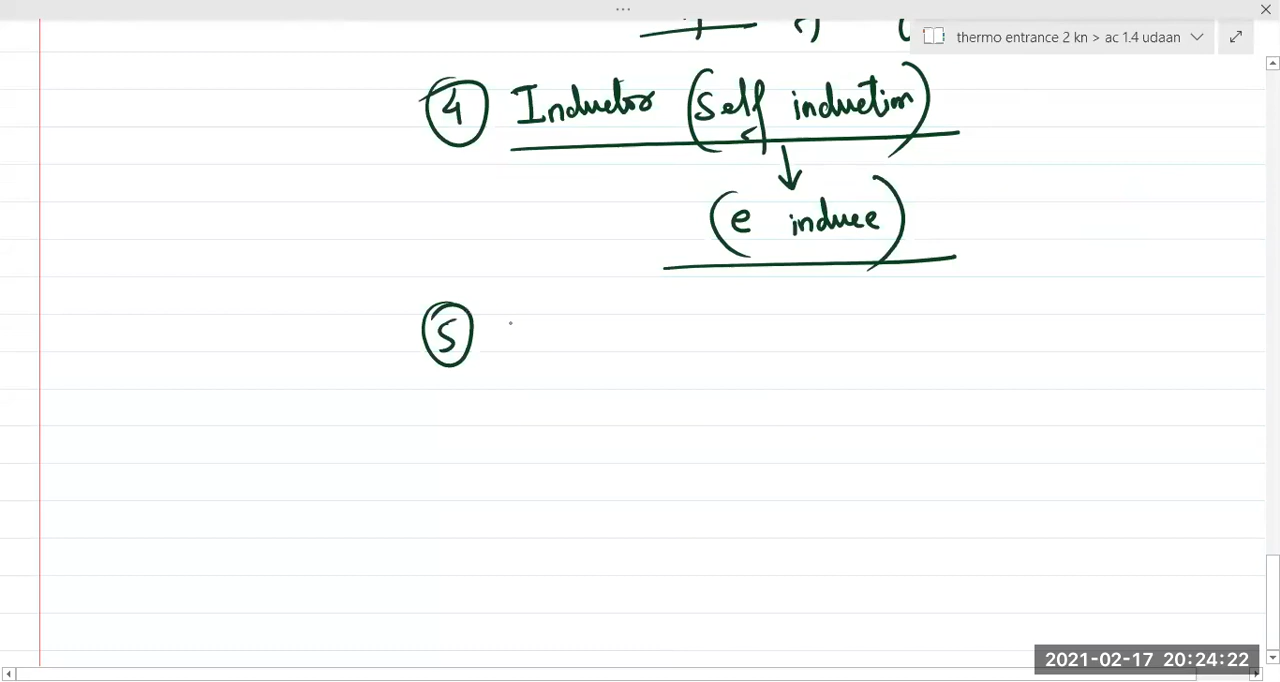 ...
thermo entrance 2 kn > ac 1.4 udaan
4 Inductor (Self induction)
(e induce)
5
2021-02-17 20:24:22